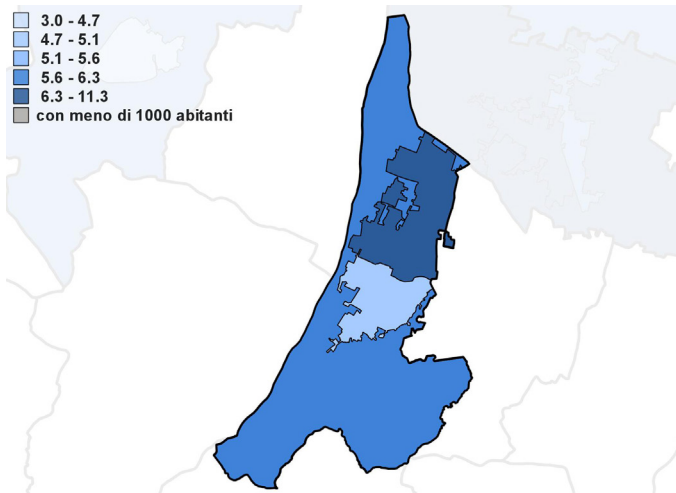 3.0 - 4.7
4.7 - 5.1
5.1 - 5.6
5.6 - 6.3
6.3 - 11.3
con meno di 1000 abitanti